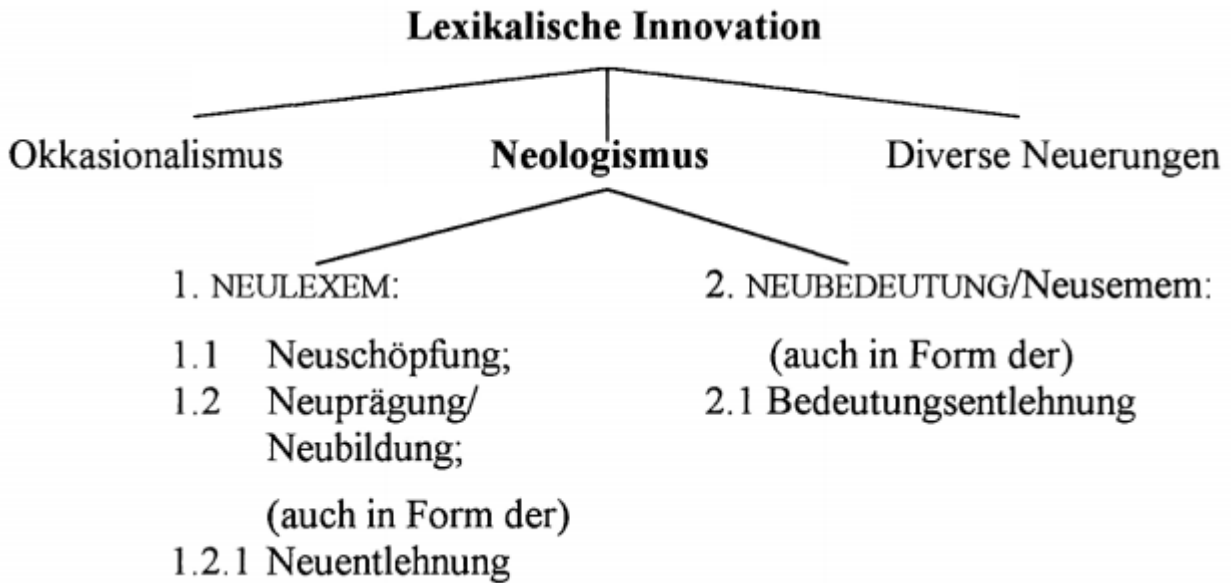 Lexikalische Innovation
Okkasionalismus Neologismus Diverse Neuerungen
1. NEULEXEM: 2. NEUBEDEUTUNG/Neusemem:
1.1 Neuschöpfung; (auch in Form der)
1.2 Neuprägung/ 2.1 Bedeutungsentlehnung
Neubildung;
(auch in Form der)
1.2.1 Neuentlehnung